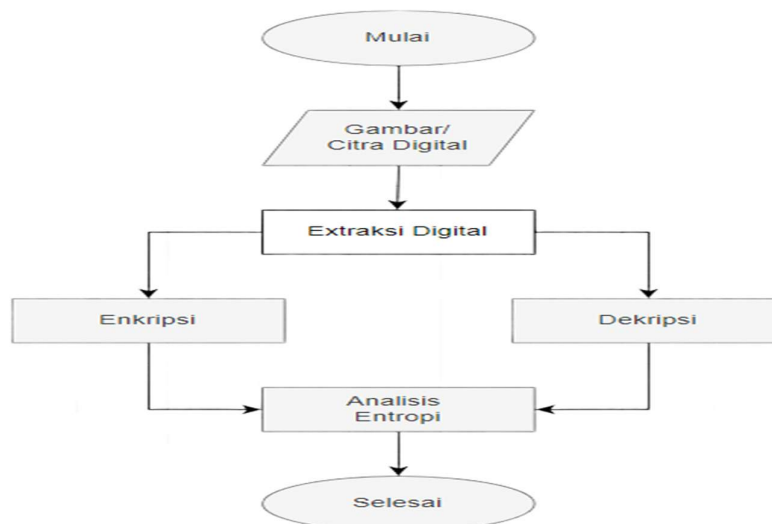 Mulai
Gambar/
Citra Digital
Extraksi Digital
Enkripsi
Dekripsi
Analisis
Entropi
Selesai